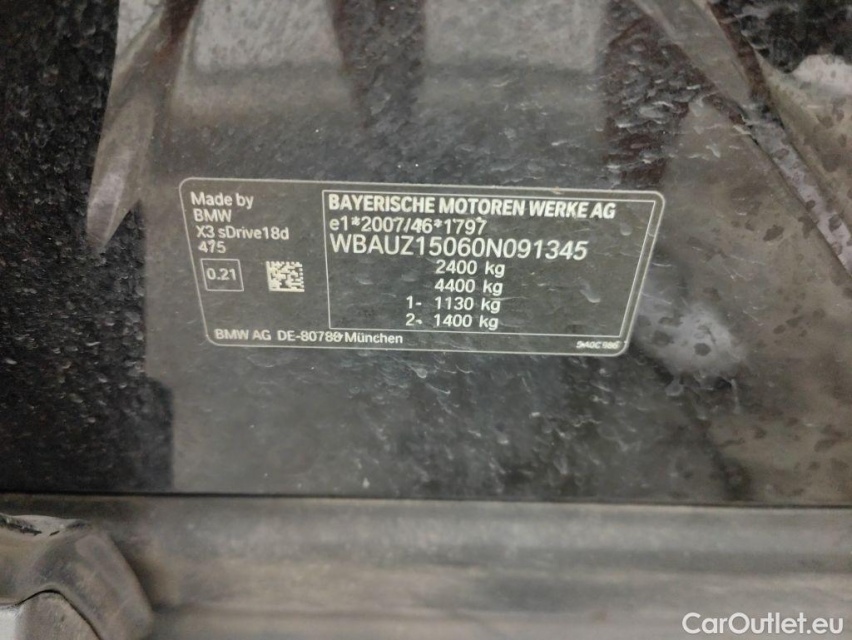 Made by
BMW
X3 sDrive18d
475
0.21
BAYERISCHE MOTOREN WERKE AG
e1*2007/46*1797
WBAUZ15060N091345
2400 kg
4400 kg
1- 1130 kg
2- 1400 kg
BMW AG DE-80788 München
CarOutlet.eu